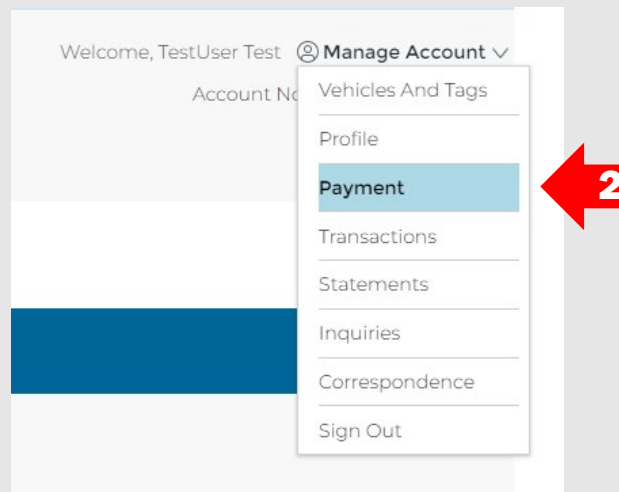 Welcome, TestUser Test Manage Account
Account No
Vehicles And Tags
Profile
Payment
2
Transactions
Statements
Inquiries
Correspondence
Sign Out